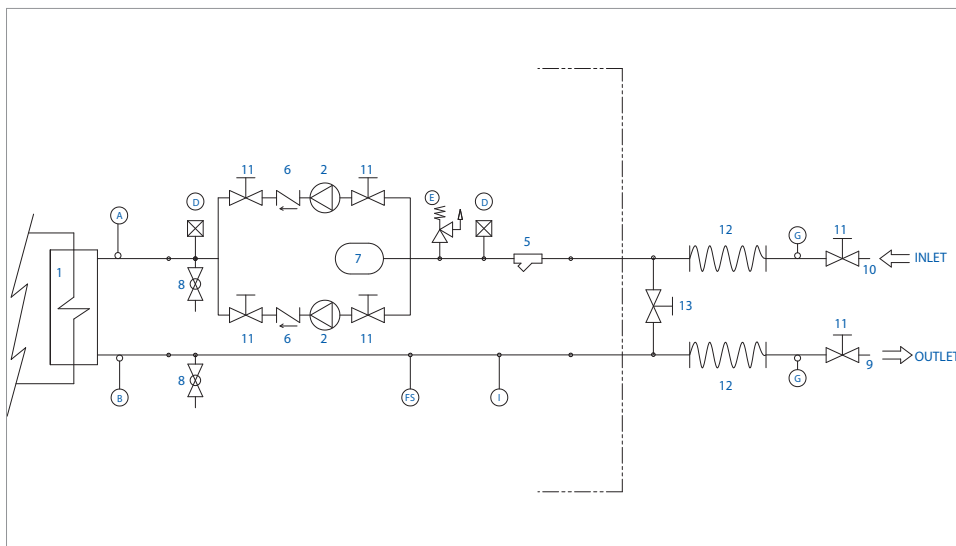 11 6 2 11
E
D D
A
12 G 11
5
1 7 10 INLET
8
13
11 6 2 11
11
OUTLET
8 9
G
12
B FS I